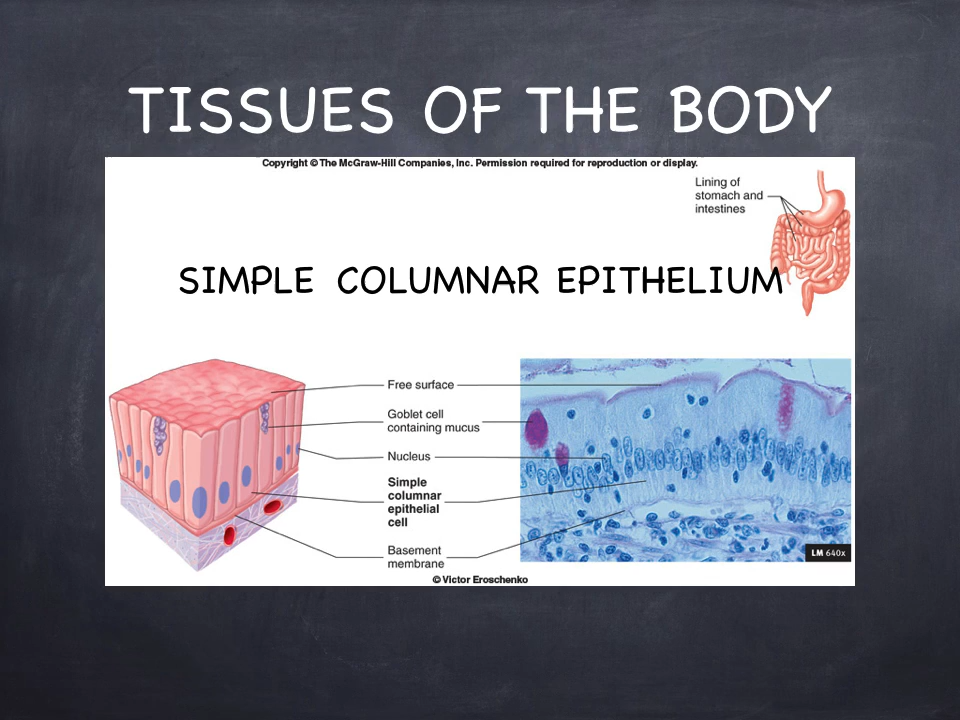 TISSUES OF THE BODY
Copyright © The McGraw-Hill Companies, Inc. Permission required for reproduction or display.
Lining of
stomach and
intestines
SIMPLE COLUMNAR EPITHELIUM
Free surface
Goblet cell
containing mucus
Nucleus
Simple
columnar
epithelial
cell
Basement
membrane
LM 640x
© Victor Eroschenko